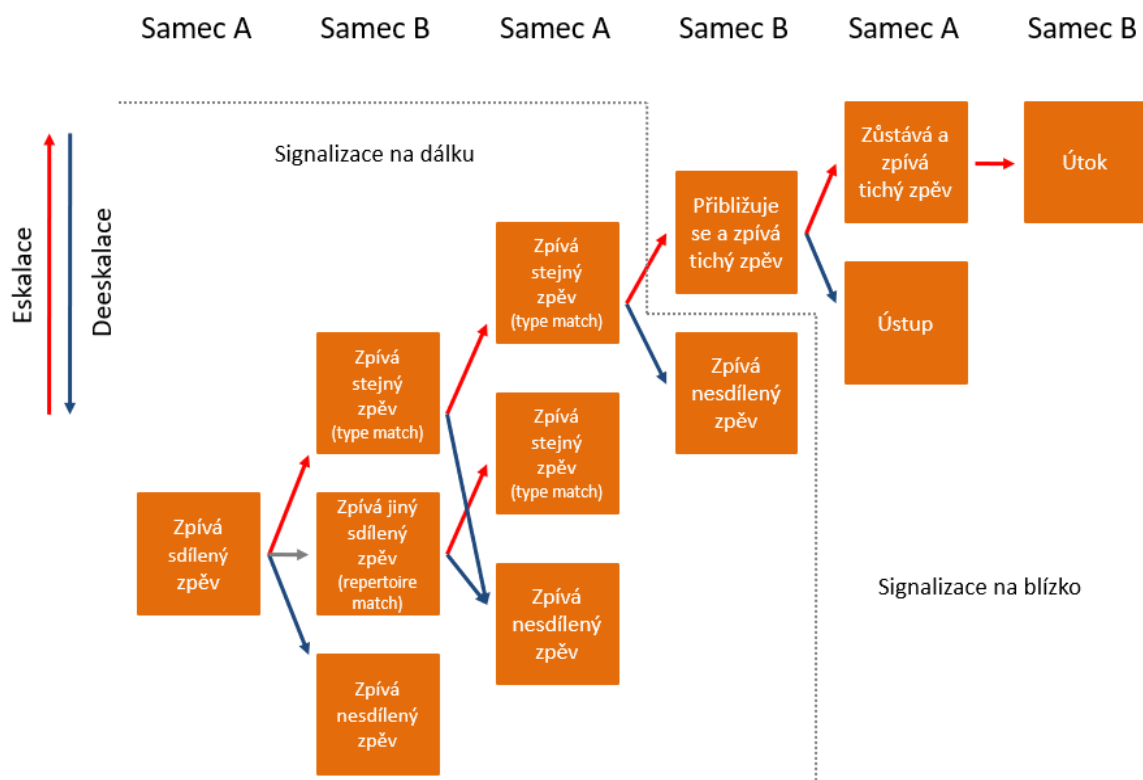 Samec A
Samec B
Samec A
Samec B
Samec A
Samec B
Eskalace
Deeskalace
Signalizace na dálku
Zpívá
sdílený
zpěv
Zpívá
stejný
zpěv
(type match)
Zpívá jiný
sdílený
zpěv
(repertoire
match)
Zpívá
nesdílený
zpěv
Zpívá
stejný
zpěv
(type match)
Zpívá
stejný
zpěv
(type match)
Zpívá
nesdílený
zpěv
Přibližuje
se a zpívá
tichý zpěv
Zpívá
nesdílený
zpěv
Zůstává a
zpívá
tichý zpěv
Ústup
Útok
Signalizace na blízko